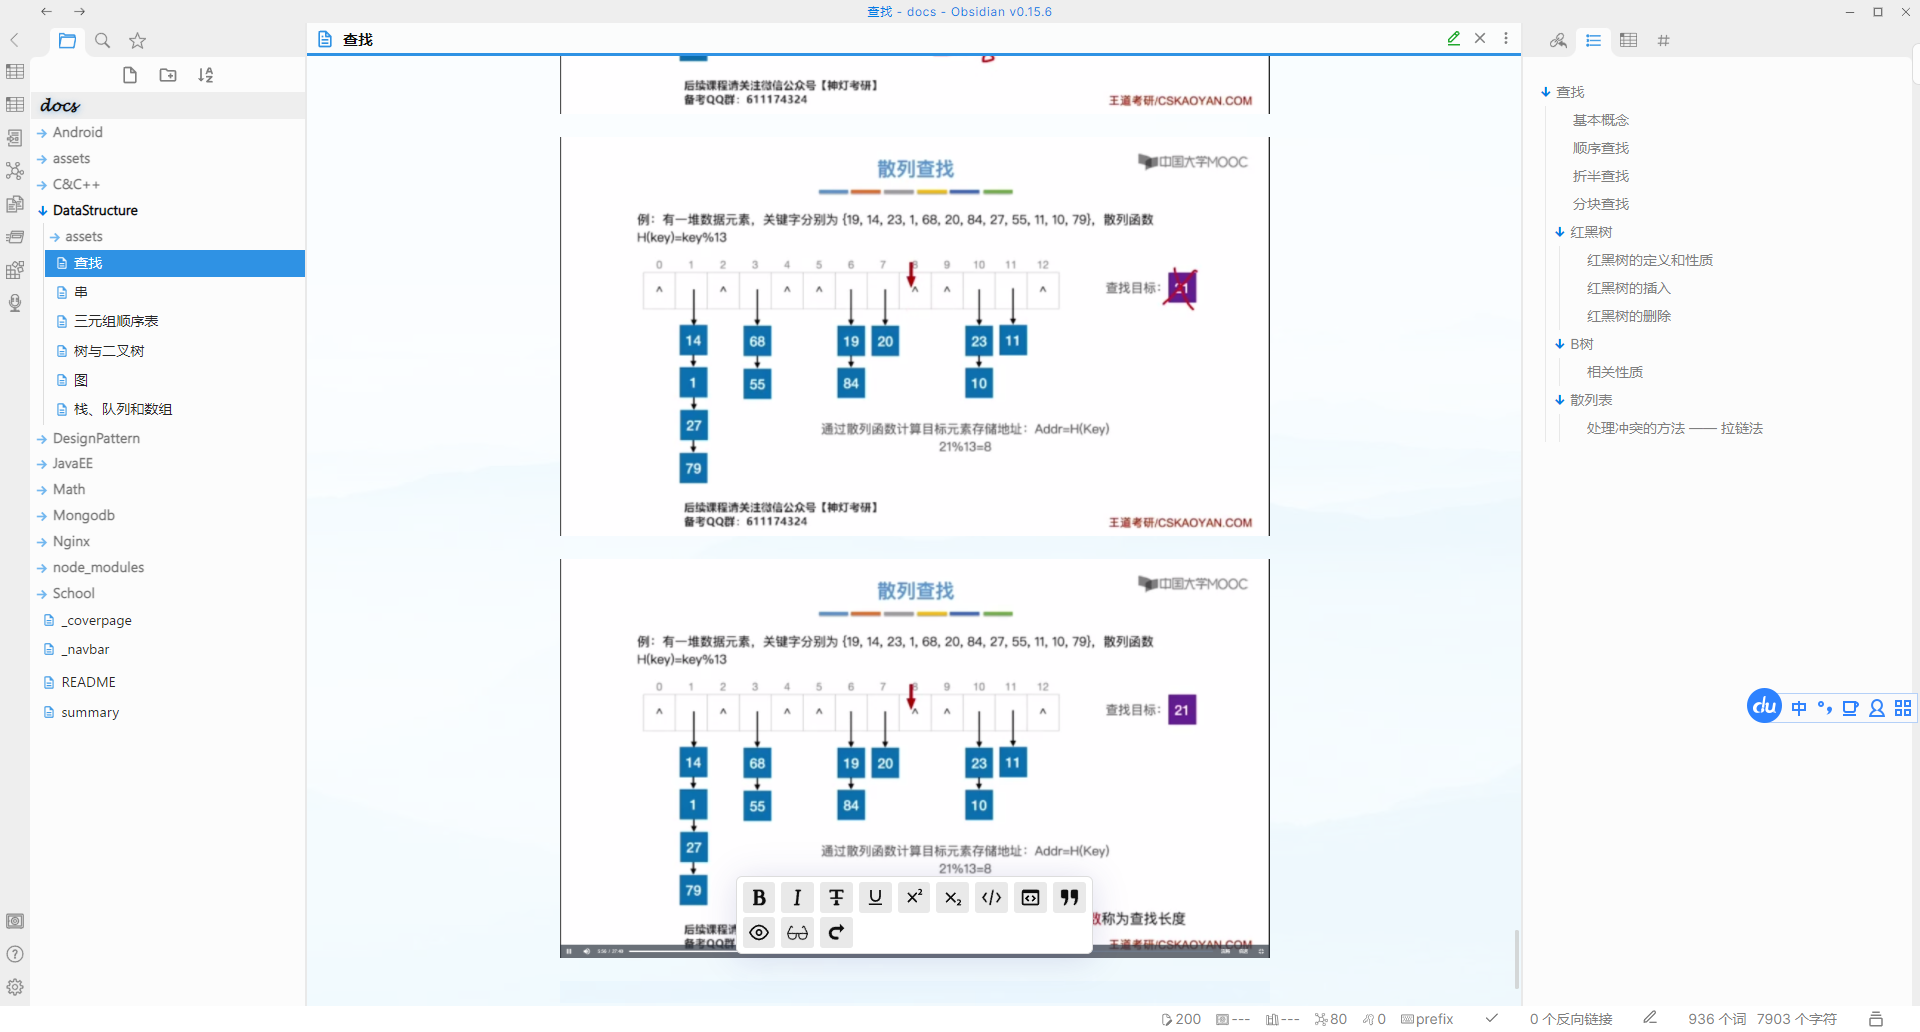 查找 - docs - Obsidian v0.15.6
查找
docs
Android
assets
C&C++
DataStructure
assets
查找
串
三元组顺序表
树与二叉树
图
栈、队列和数组
DesignPattern
JavaEE
Math
Mongodb
Nginx
node_modules
School
_coverpage
_navbar
README
summary
后续课程请关注微信公众号【神灯考研】
备考QQ群：611174324
王道考研/CSKAOYAN.COM
散列查找
中国大学MOOC
例：有一堆数据元素，关键字分别为 {19, 14, 23, 1, 68, 20, 84, 27, 55, 11, 10, 79}，散列函数
H(key)=key%13
0 1 2 3 4 5 6 7 8 9 10 11 12
^ ^ ^ ^ ^ ^ ^
查找目标： 21
14 68 19 20 23 11
1 55 84 10
27
通过散列函数计算目标元素存储地址：Addr=H(Key)
21%13=8
79
后续课程请关注微信公众号【神灯考研】
备考QQ群：611174324
王道考研/CSKAOYAN.COM
散列查找
中国大学MOOC
例：有一堆数据元素，关键字分别为 {19, 14, 23, 1, 68, 20, 84, 27, 55, 11, 10, 79}，散列函数
H(key)=key%13
0 1 2 3 4 5 6 7 8 9 10 11 12
^ ^ ^ ^ ^ ^ ^
查找目标： 21
14 68 19 20 23 11
1 55 84 10
27
通过散列函数计算目标元素存储地址：Addr=H(Key)
21%13=8
79
B I T U X² X₂ </>
数称为查找长度
后续课程
备考QQ群
王道考研/CSKAOYAN.COM
查找
基本概念
顺序查找
折半查找
分块查找
红黑树
红黑树的定义和性质
红黑树的插入
红黑树的删除
B树
相关性质
散列表
处理冲突的方法 —— 拉链法
du 中
200 --- --- 80 0 prefix 0 个反向链接 936 个词 7903 个字符